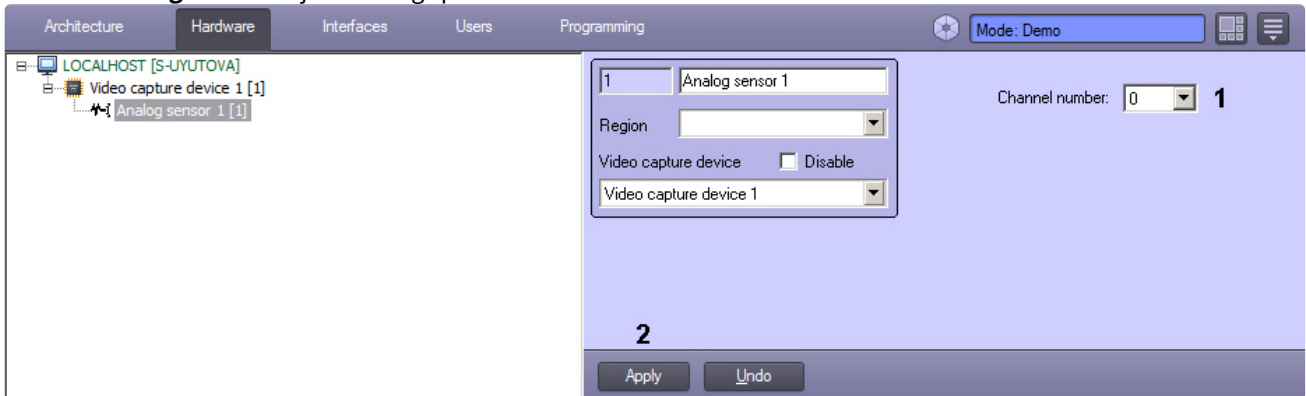 Architecture Hardware Interfaces Users Programming Mode: Demo
LOCALHOST [S-UYUTOVA]
Video capture device 1 [1]
Analog sensor 1 [1]
1 Analog sensor 1
Region
Video capture device Disable
Video capture device 1
Channel number: 0 1
2
Apply Undo